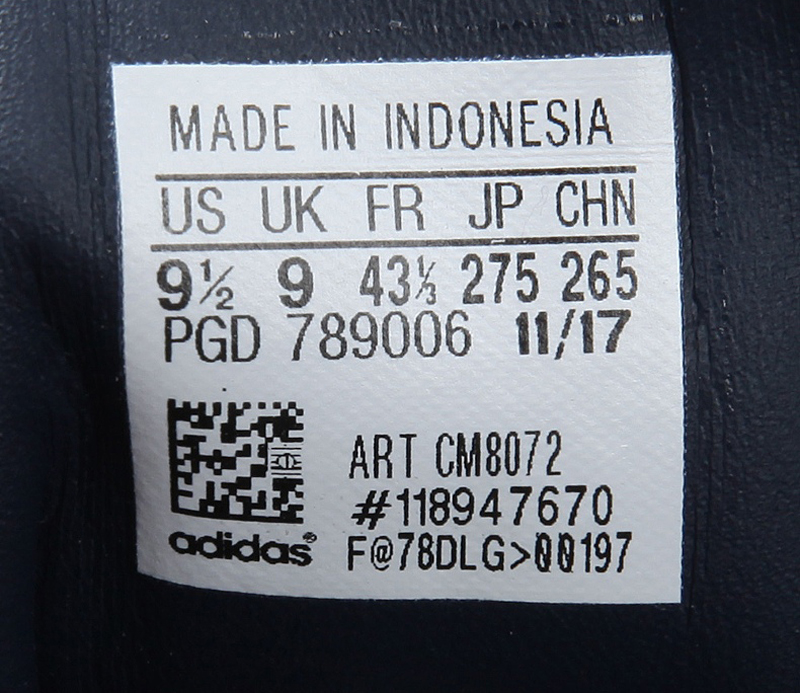 MADE IN INDONESIA
US UK FR JP CHN
9½ 9 43⅓ 275 265
PGD 789006 11/17
ART CM8072
#118947670
adidas®
F@78DLG>00197